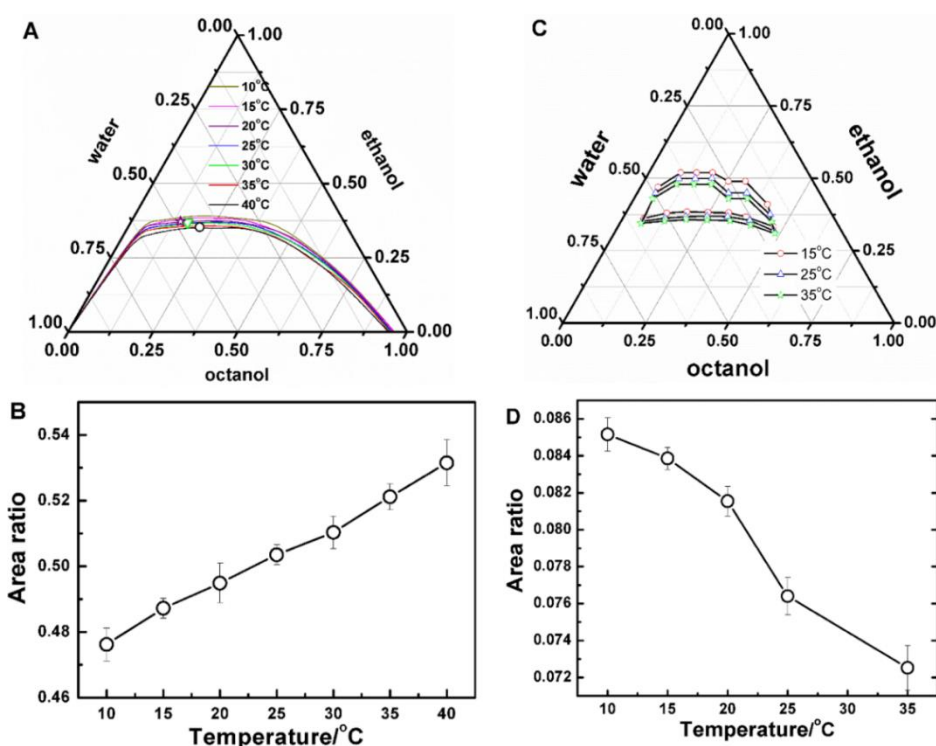 A
0.00
1.00
10°C
15°C
20°C
25°C
30°C
35°C
40°C
0.25
0.75
water
ethanol
0.50
0.50
0.75
0.25
1.00
0.00
0.00
0.25
0.50
0.75
1.00
octanol
C
0.00
1.00
0.25
0.75
water
ethanol
0.50
0.50
0.75
0.25
15°C
25°C
35°C
1.00
0.00
0.00
0.25
0.50
0.75
1.00
octanol
B
0.54
0.52
0.50
0.48
0.46
Area ratio
10 15 20 25 30 35 40
Temperature/°C
D
0.086
0.084
0.082
0.080
0.078
0.076
0.074
0.072
Area ratio
10 15 20 25 30 35
Temperature/°C